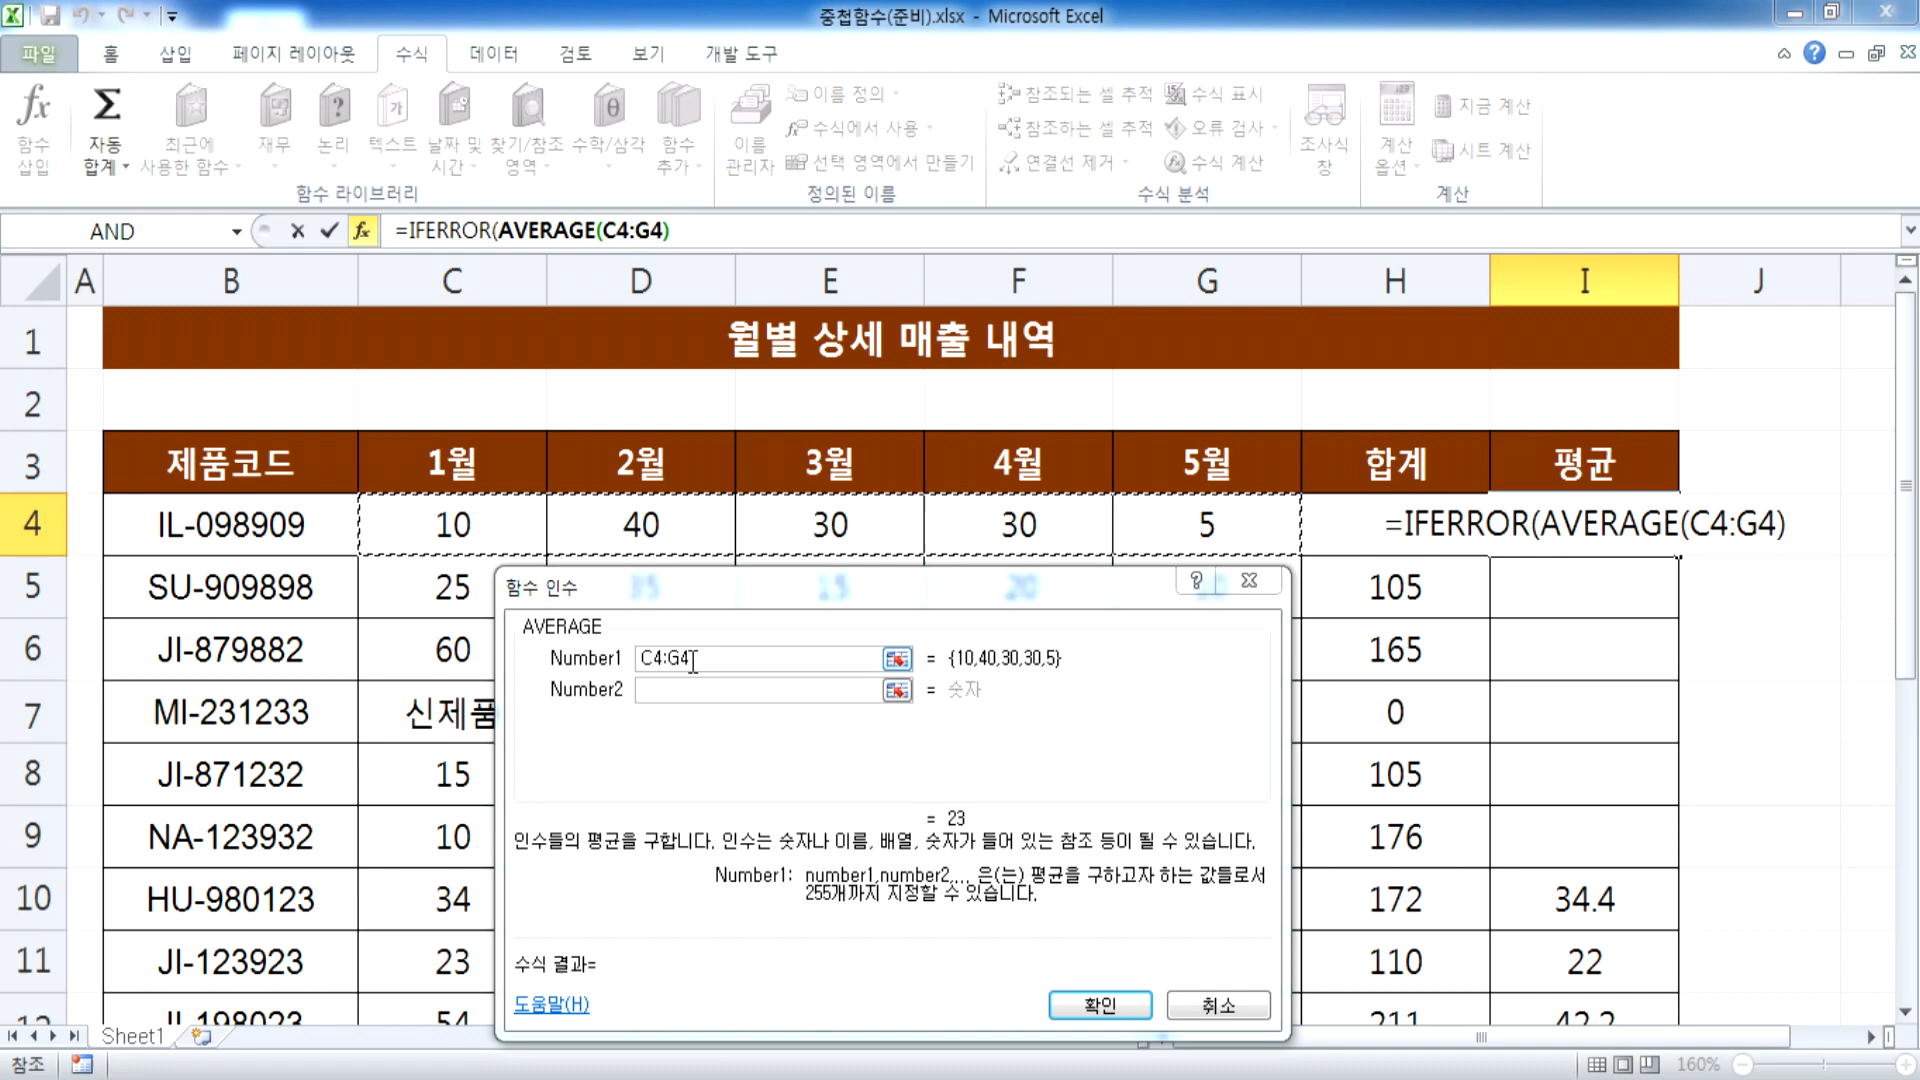 중첩함수(준비).xlsx - Microsoft Excel
파일 홈 삽입 페이지 레이아웃 수식 데이터 검토 보기 개발 도구
함수 삽입
자동 합계
최근에 사용한 함수
재무
논리
텍스트
날짜 및 시간
찾기/참조 영역
수학/삼각
함수 추가
함수 라이브러리
이름 관리자
이름 정의
수식에서 사용
선택 영역에서 만들기
정의된 이름
참조되는 셀 추적
참조하는 셀 추적
연결선 제거
수식 표시
오류 검사
수식 계산
수식 분석
조사식 창
계산 옵션
지금 계산
시트 계산
계산
AND fx =IFERROR(AVERAGE(C4:G4)
A B C D E F G H I J
1 월별 상세 매출 내역
2
3 제품코드 1월 2월 3월 4월 5월 합계 평균
4 IL-098909 10 40 30 30 5 =IFERROR(AVERAGE(C4:G4)
5 SU-909898 25 35 15 20 105
6 JI-879882 60 165
7 MI-231233 신제품 0
8 JI-871232 15 105
9 NA-123932 10 176
10 HU-980123 34 172 34.4
11 JI-123923 23 110 22
12 JI-198023 54 211 42.2
함수 인수
AVERAGE
Number1 C4:G4 = {10,40,30,30,5}
Number2 = 숫자
= 23
인수들의 평균을 구합니다. 인수는 숫자나 이름, 배열, 숫자가 들어 있는 참조 등이 될 수 있습니다.
Number1: number1,number2,... 은(는) 평균을 구하고자 하는 값들로서
255개까지 지정할 수 있습니다.
수식 결과=
도움말(H) 확인 취소
Sheet1
참조 160%